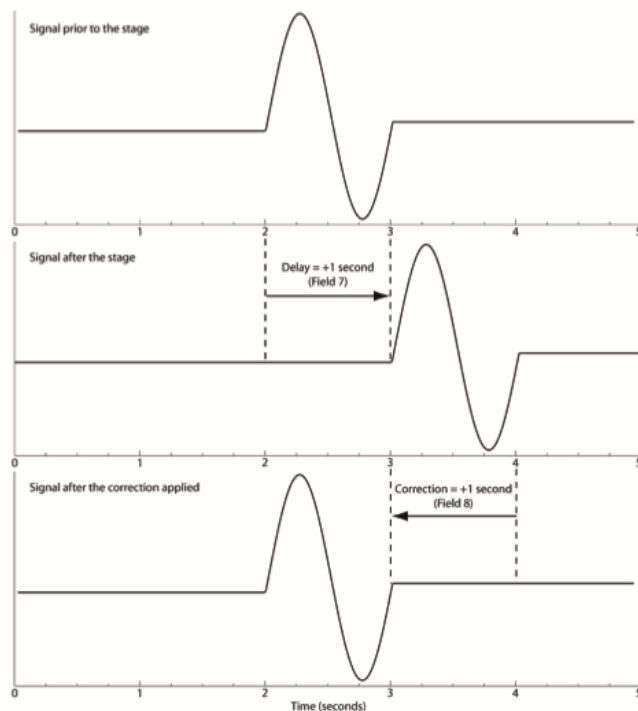 Signal prior to the stage
0 1 2 3 4 5
Signal after the stage
Delay = +1 second
(Field 7)
0 1 2 3 4 5
Signal after the correction applied
Correction = +1 second
(Field 8)
0 1 2 3 4 5
Time (seconds)